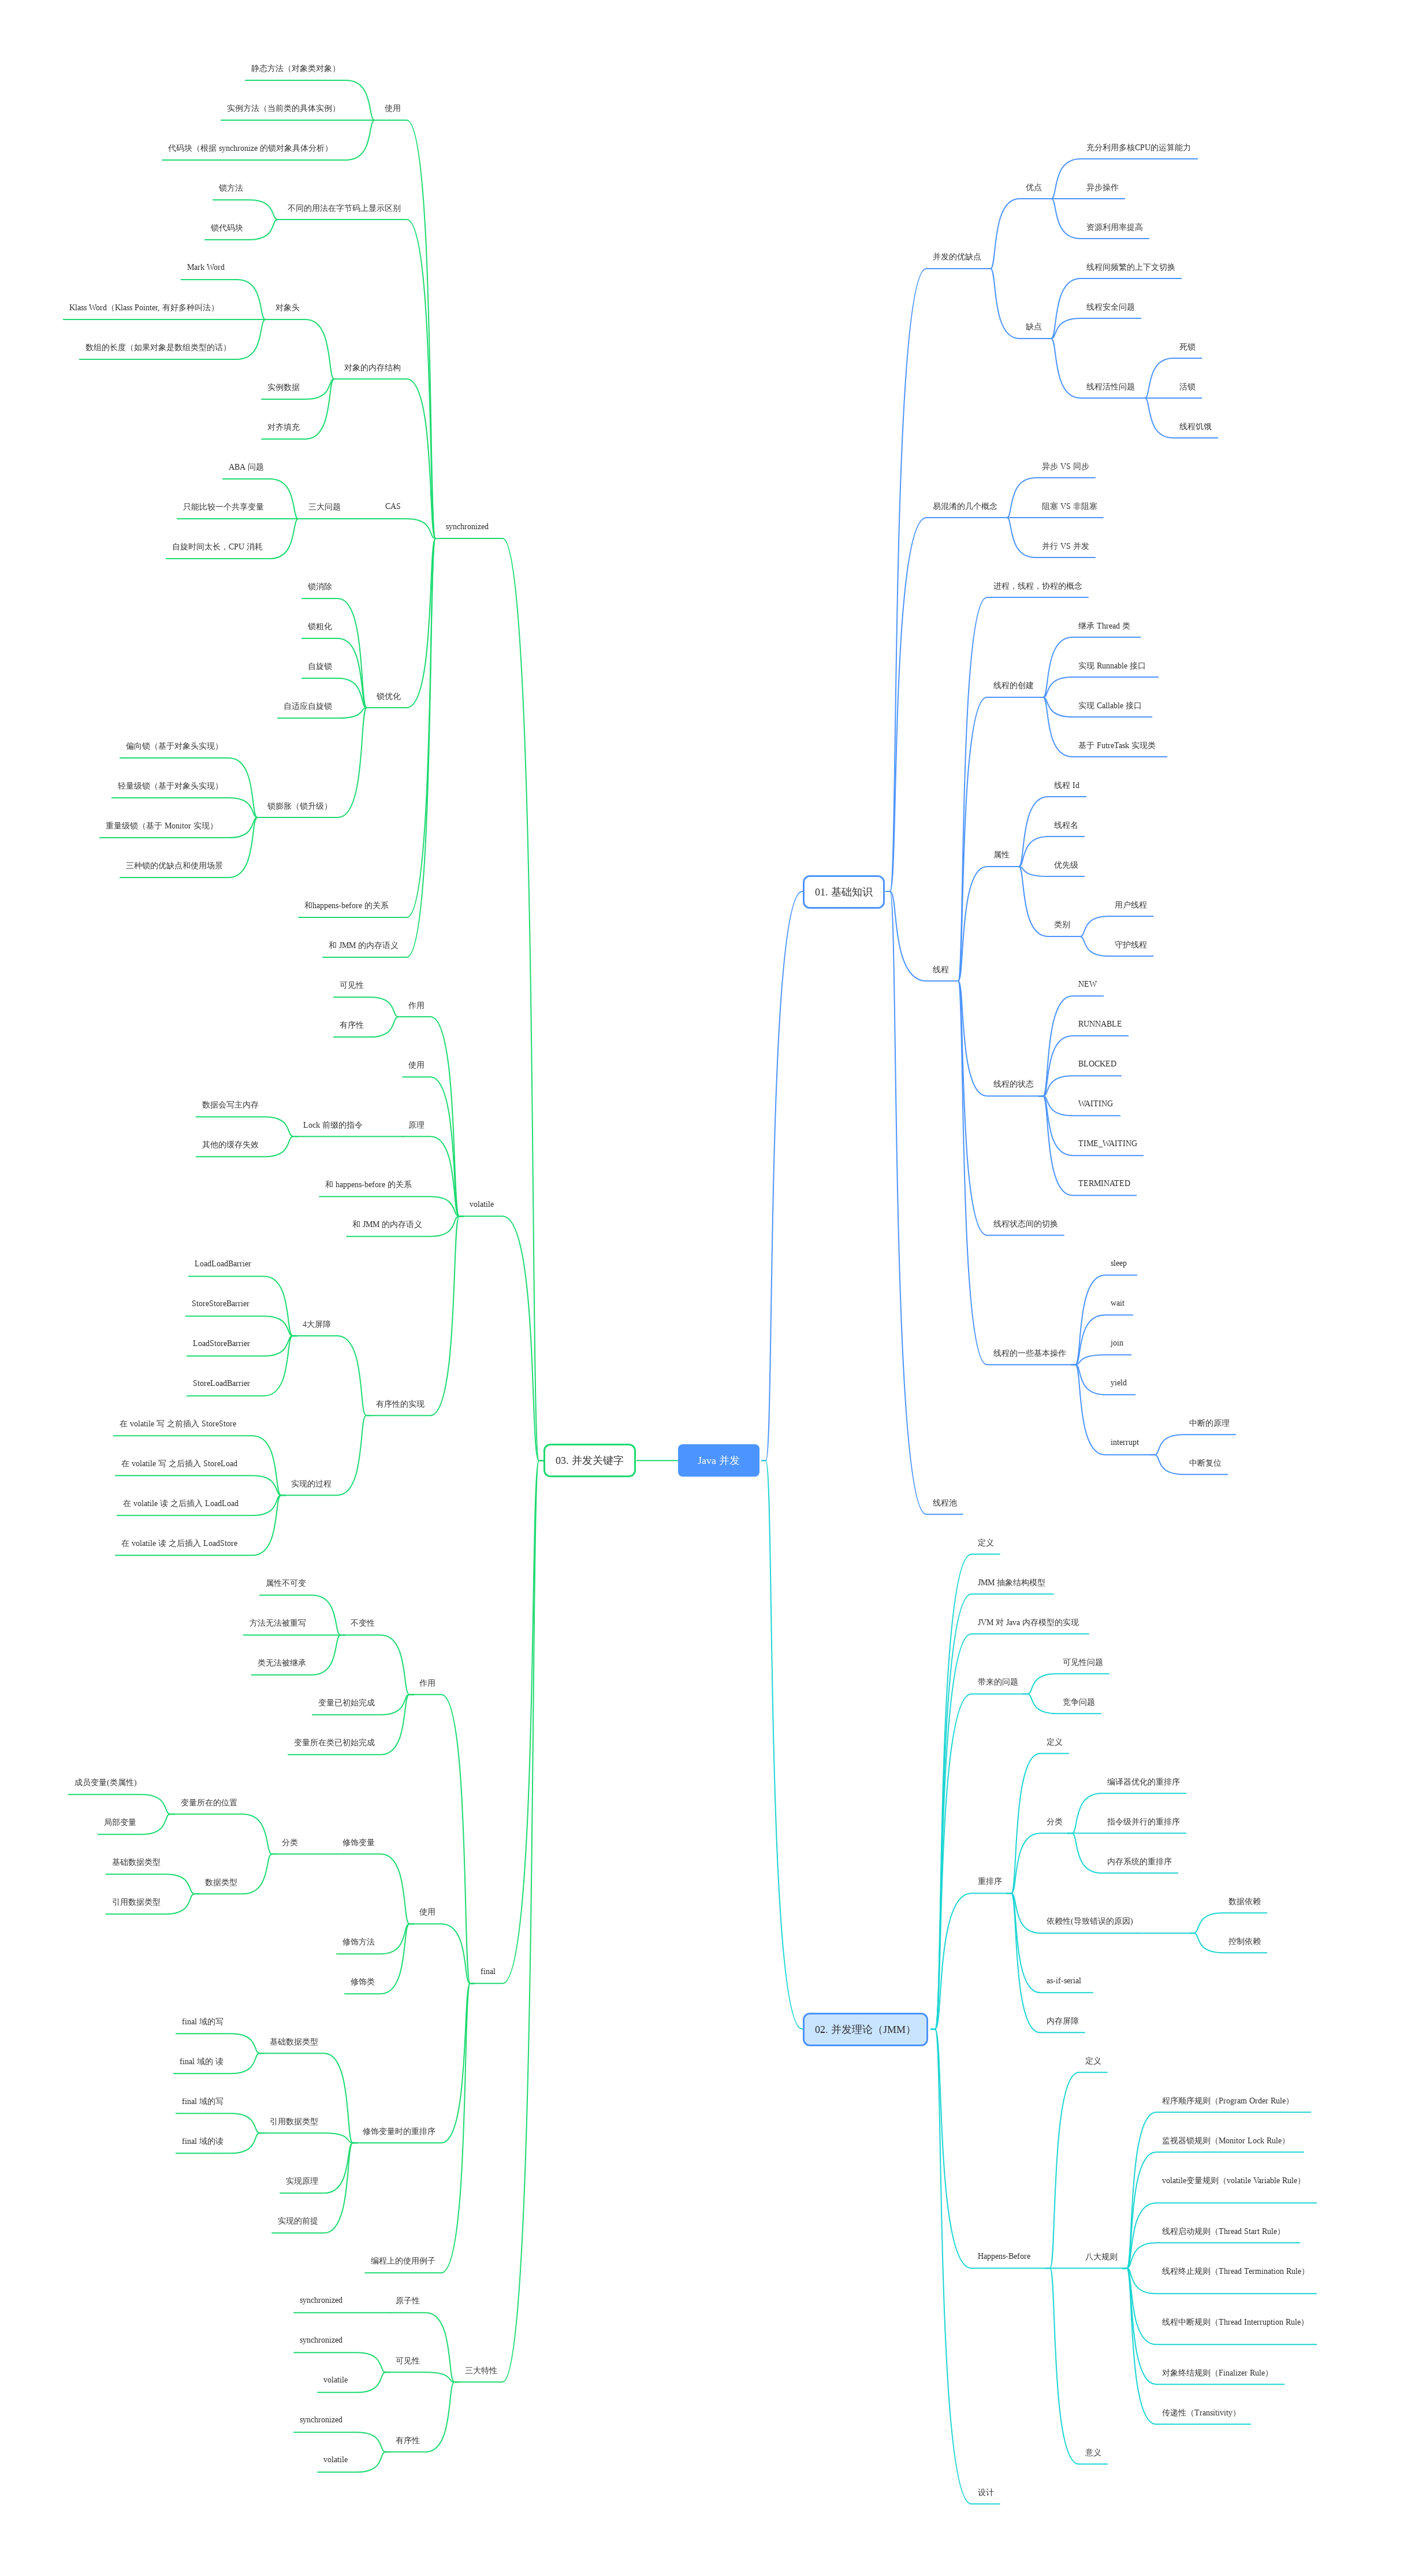 Java 并发
01. 基础知识
并发的优缺点
优点
充分利用多核CPU的运算能力
异步操作
资源利用率提高
缺点
线程间频繁的上下文切换
线程安全问题
线程活性问题
死锁
活锁
线程饥饿
易混淆的几个概念
异步 VS 同步
阻塞 VS 非阻塞
并行 VS 并发
线程
进程，线程，协程的概念
线程的创建
继承 Thread 类
实现 Runnable 接口
实现 Callable 接口
基于 FutreTask 实现类
属性
线程 Id
线程名
优先级
类别
用户线程
守护线程
线程的状态
NEW
RUNNABLE
BLOCKED
WAITING
TIME_WAITING
TERMINATED
线程状态间的切换
线程的一些基本操作
sleep
wait
join
yield
interrupt
中断的原理
中断复位
线程池
02. 并发理论（JMM）
定义
JMM 抽象结构模型
JVM 对 Java 内存模型的实现
带来的问题
可见性问题
竞争问题
重排序
定义
分类
编译器优化的重排序
指令级并行的重排序
内存系统的重排序
依赖性(导致错误的原因)
数据依赖
控制依赖
as-if-serial
内存屏障
Happens-Before
定义
八大规则
程序顺序规则（Program Order Rule）
监视器锁规则（Monitor Lock Rule）
volatile变量规则（volatile Variable Rule）
线程启动规则（Thread Start Rule）
线程终止规则（Thread Termination Rule）
线程中断规则（Thread Interruption Rule）
对象终结规则（Finalizer Rule）
传递性（Transitivity）
意义
设计
03. 并发关键字
synchronized
使用
静态方法（对象类对象）
实例方法（当前类的具体实例）
代码块（根据 synchronize 的锁对象具体分析）
不同的用法在字节码上显示区别
锁方法
锁代码块
对象的内存结构
对象头
Mark Word
Klass Word（Klass Pointer, 有好多种叫法）
数组的长度（如果对象是数组类型的话）
实例数据
对齐填充
CAS
三大问题
ABA 问题
只能比较一个共享变量
自旋时间太长，CPU 消耗
锁优化
锁消除
锁粗化
自旋锁
自适应自旋锁
锁膨胀（锁升级）
偏向锁（基于对象头实现）
轻量级锁（基于对象头实现）
重量级锁（基于 Monitor 实现）
三种锁的优缺点和使用场景
和happens-before 的关系
和 JMM 的内存语义
volatile
作用
可见性
有序性
使用
原理
Lock 前缀的指令
数据会写主内存
其他的缓存失效
和 happens-before 的关系
和 JMM 的内存语义
有序性的实现
4大屏障
LoadLoadBarrier
StoreStoreBarrier
LoadStoreBarrier
StoreLoadBarrier
实现的过程
在 volatile 写 之前插入 StoreStore
在 volatile 写 之后插入 StoreLoad
在 volatile 读 之后插入 LoadLoad
在 volatile 读 之后插入 LoadStore
final
作用
不变性
属性不可变
方法无法被重写
类无法被继承
变量已初始完成
变量所在类已初始完成
使用
修饰变量
分类
变量所在的位置
成员变量(类属性)
局部变量
数据类型
基础数据类型
引用数据类型
修饰方法
修饰类
修饰变量时的重排序
基础数据类型
final 域的写
final 域的 读
引用数据类型
final 域的写
final 域的读
实现原理
实现的前提
编程上的使用例子
三大特性
原子性
synchronized
可见性
synchronized
volatile
有序性
synchronized
volatile